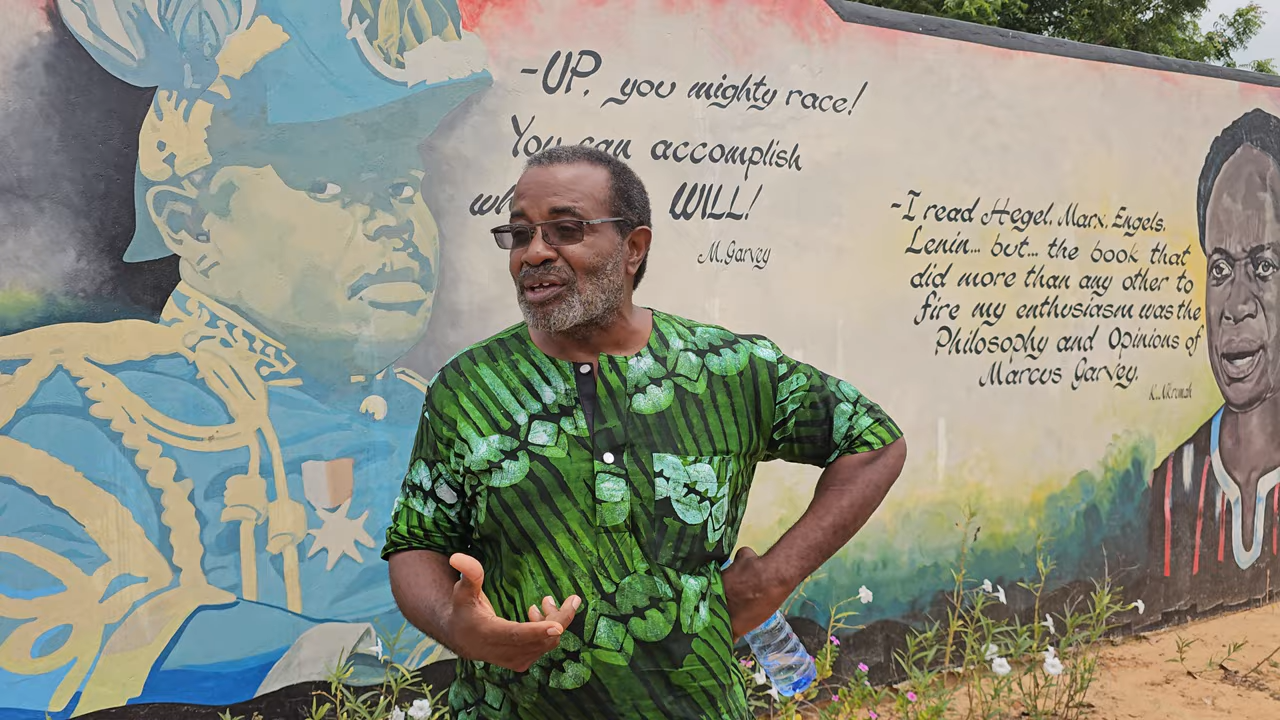 -UP, you mighty race!
You can accomplish
WILL!
M. Garvey
-I read Hegel, Marx, Engels,
Lenin... but... the book that
did more than any other to
fire my enthusiasm was the
Philosophy and Opinions of
Marcus Garvey.
K. Nkrumah